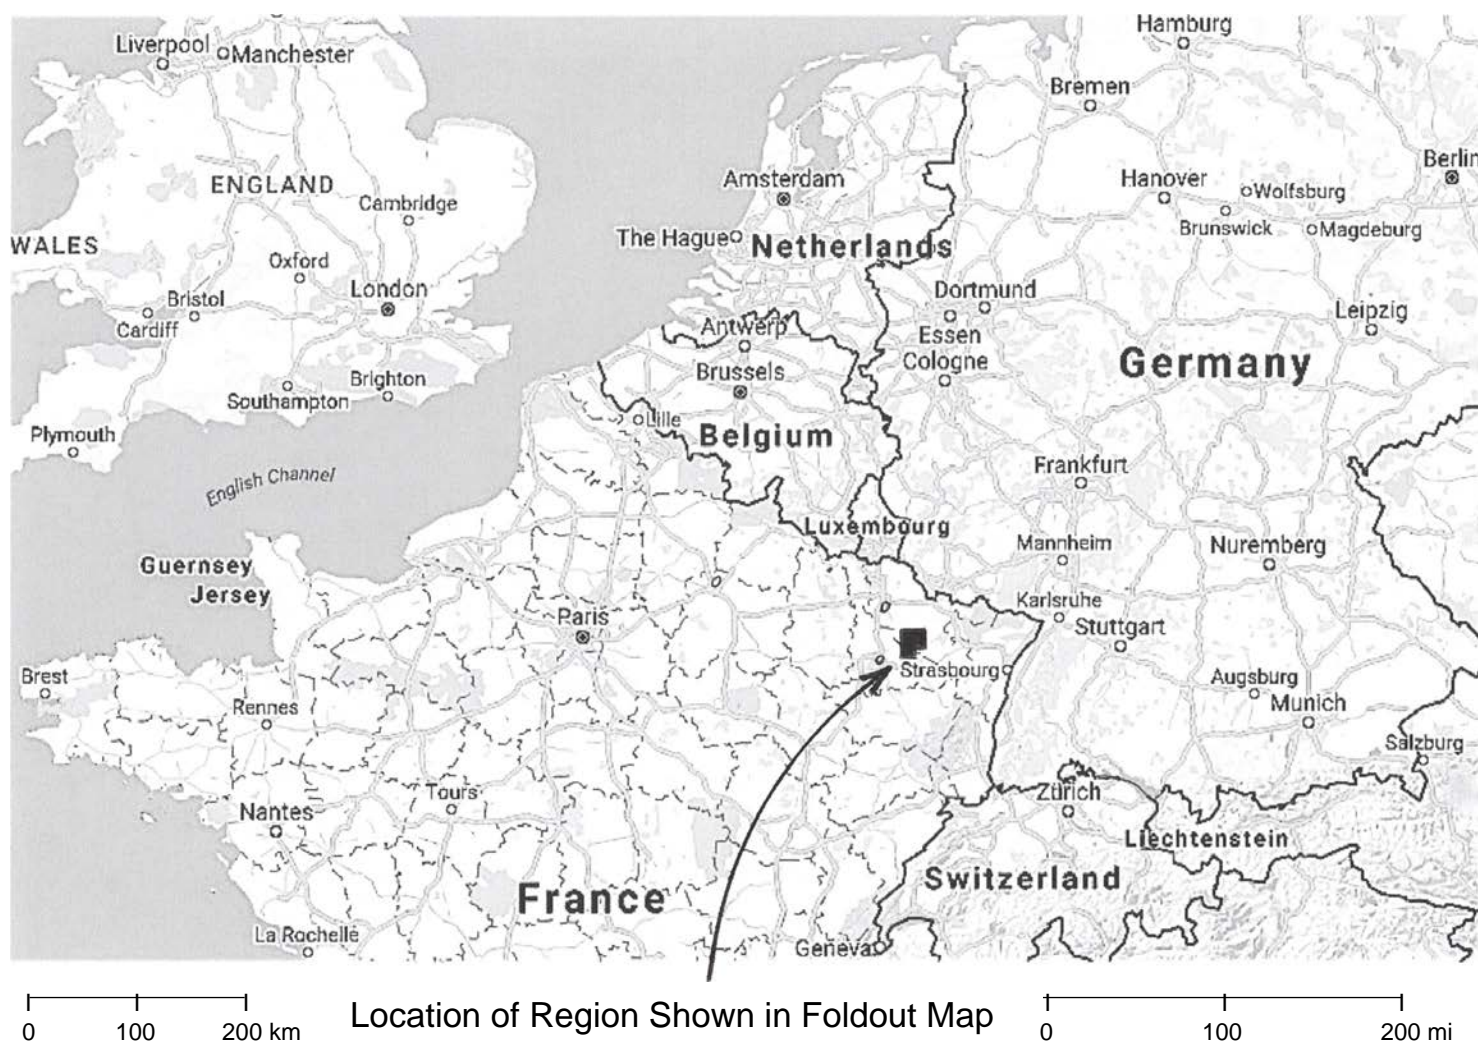 Hamburg
Liverpool
Manchester
Bremen
Berlin
Amsterdam
Hanover
Wolfsburg
ENGLAND
Cambridge
Brunswick
Magdeburg
The Hague
Netherlands
WALES
Oxford
London
Dortmund
Bristol
Leipzig
Cardiff
Antwerp
Essen
Cologne
Germany
Brussels
Brighton
Southampton
Lille
Plymouth
Belgium
Frankfurt
English Channel
Luxembourg
Mannheim
Nuremberg
Guernsey
Jersey
Karlsruhe
Paris
Stuttgart
Strasbourg
Brest
Augsburg
Rennes
Munich
Salzburg
Tours
Zürich
Nantes
Liechtenstein
Switzerland
France
La Rochelle
Geneva
0 100 200 km
Location of Region Shown in Foldout Map
0 100 200 mi